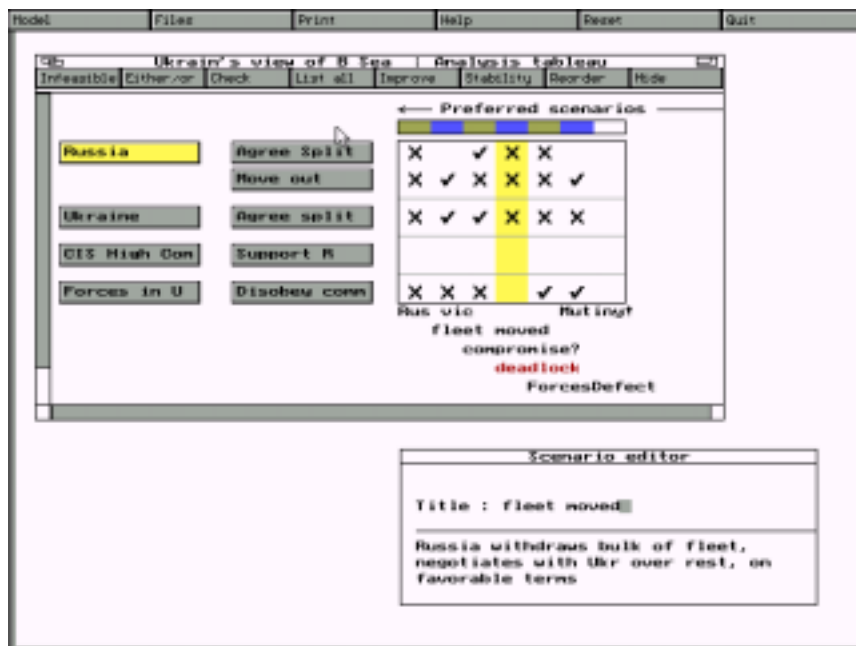 Model Files Print Help Reset Quit
Ukrain's view of B Sea | Analysis tableau
Infeasible Either/or Check List all Improve Stability Reorder Hide
Preferred scenarios
Russia Agree Split
Move out
Ukraine Agree split
CIS High Com Support R
Forces in U Disobey comm
Rus vic Mutiny?
fleet moved
compromise?
deadlock
ForcesDefect
Scenario editor
Title : fleet moved
Russia withdraws bulk of fleet,
negotiates with Ukr over rest, on
favorable terms